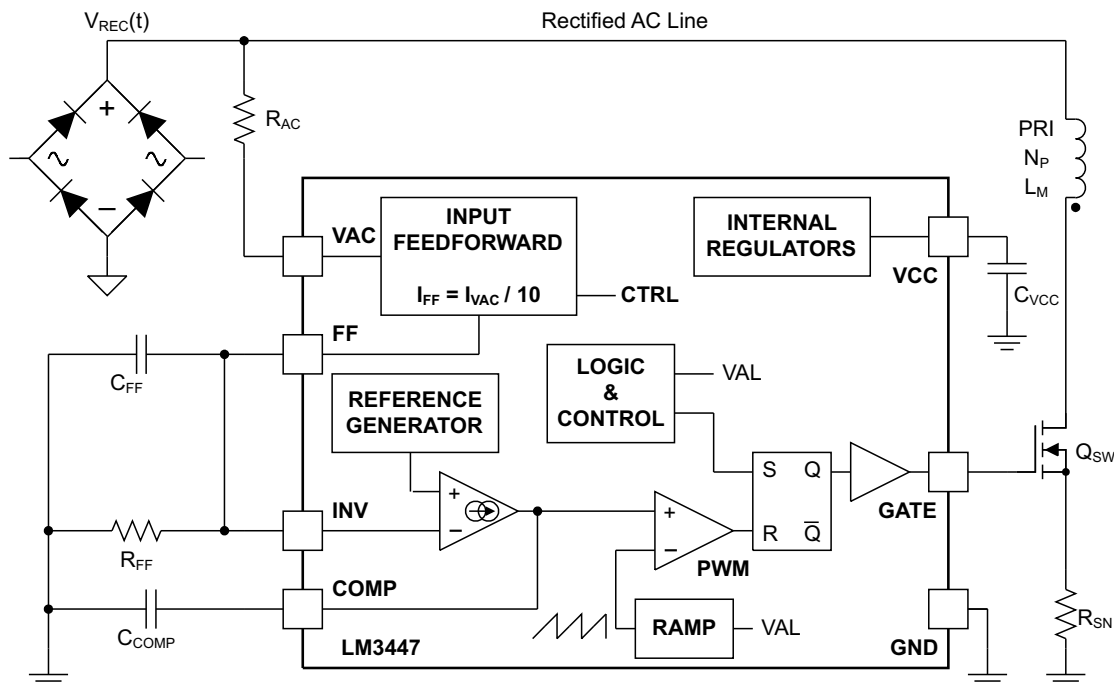 V_REC(t)
Rectified AC Line
R_AC
+
∼
∼
−
PRI
N_P
L_M
VAC
INPUT
FEEDFORWARD
I_FF = I_VAC / 10
CTRL
INTERNAL
REGULATORS
VCC
C_VCC
FF
C_FF
REFERENCE
GENERATOR
LOGIC
&
CONTROL
VAL
Q_SW
S
Q
R
Q̅
GATE
INV
+
−
+
−
PWM
R_FF
COMP
C_COMP
RAMP
VAL
LM3447
GND
R_SN